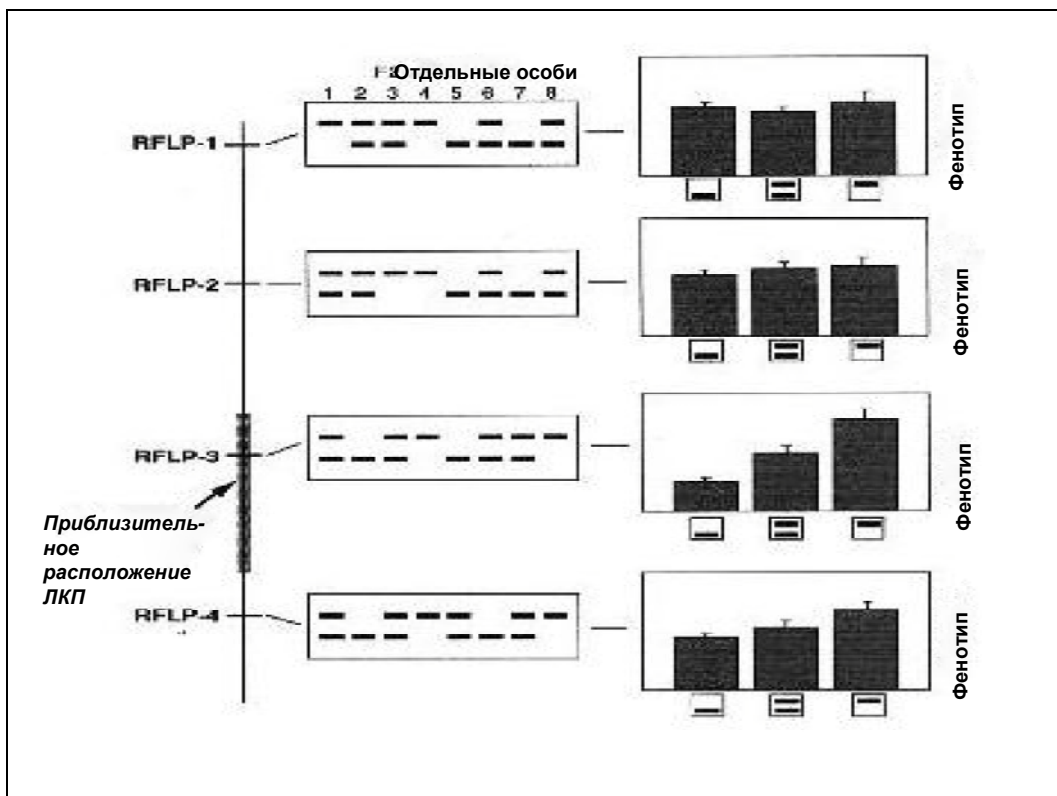 Отдельные особи
1 2 3 4 5 6 7 8
RFLP-1
Фенотип
RFLP-2
Фенотип
RFLP-3
Фенотип
Приблизитель-
ное
расположение
ЛКП
RFLP-4
Фенотип